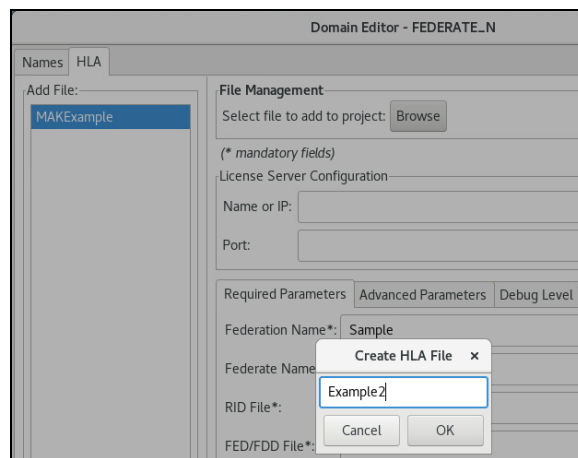 Domain Editor - FEDERATE_N
Names HLA
Add File:
MAKExample
File Management
Select file to add to project: Browse
(* mandatory fields)
License Server Configuration
Name or IP:
Port:
Required Parameters Advanced Parameters Debug Level
Federation Name*: Sample
Federate Name
RID File*:
FED/FDD File*:
Create HLA File ×
Example2
Cancel OK